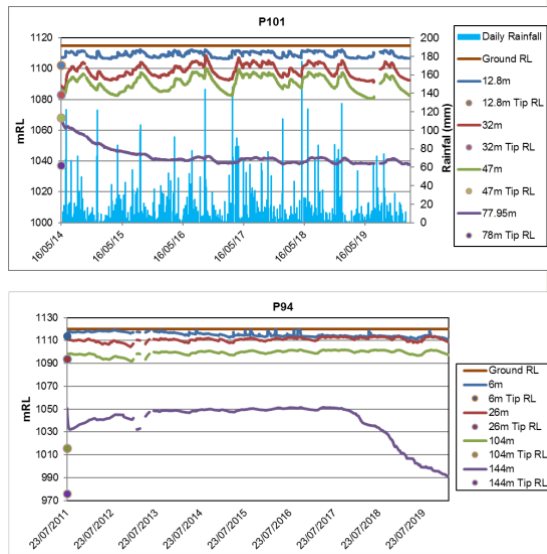 P101
1120
1100
1080
1060
1040
1020
1000
mRL
200
180
160
140
120
100
80
60
40
20
0
Rainfal (mm)
16/05/14
16/05/15
16/05/16
16/05/17
16/05/18
16/05/19
Daily Rainfall
Ground RL
12.8m
12.8m Tip RL
32m
32m Tip RL
47m
47m Tip RL
77.95m
78m Tip RL
P94
1130
1110
1090
1070
1050
1030
1010
990
970
mRL
23/07/2011
23/07/2012
23/07/2013
23/07/2014
23/07/2015
23/07/2016
23/07/2017
23/07/2018
23/07/2019
Ground RL
6m
6m Tip RL
26m
26m Tip RL
104m
104m Tip RL
144m
144m Tip RL